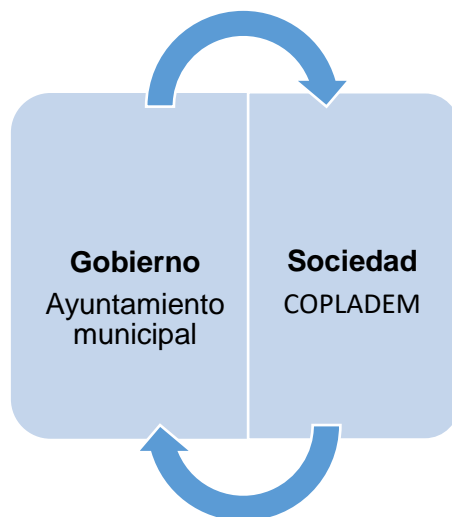 Gobierno
Ayuntamiento
municipal
Sociedad
COPLADEM